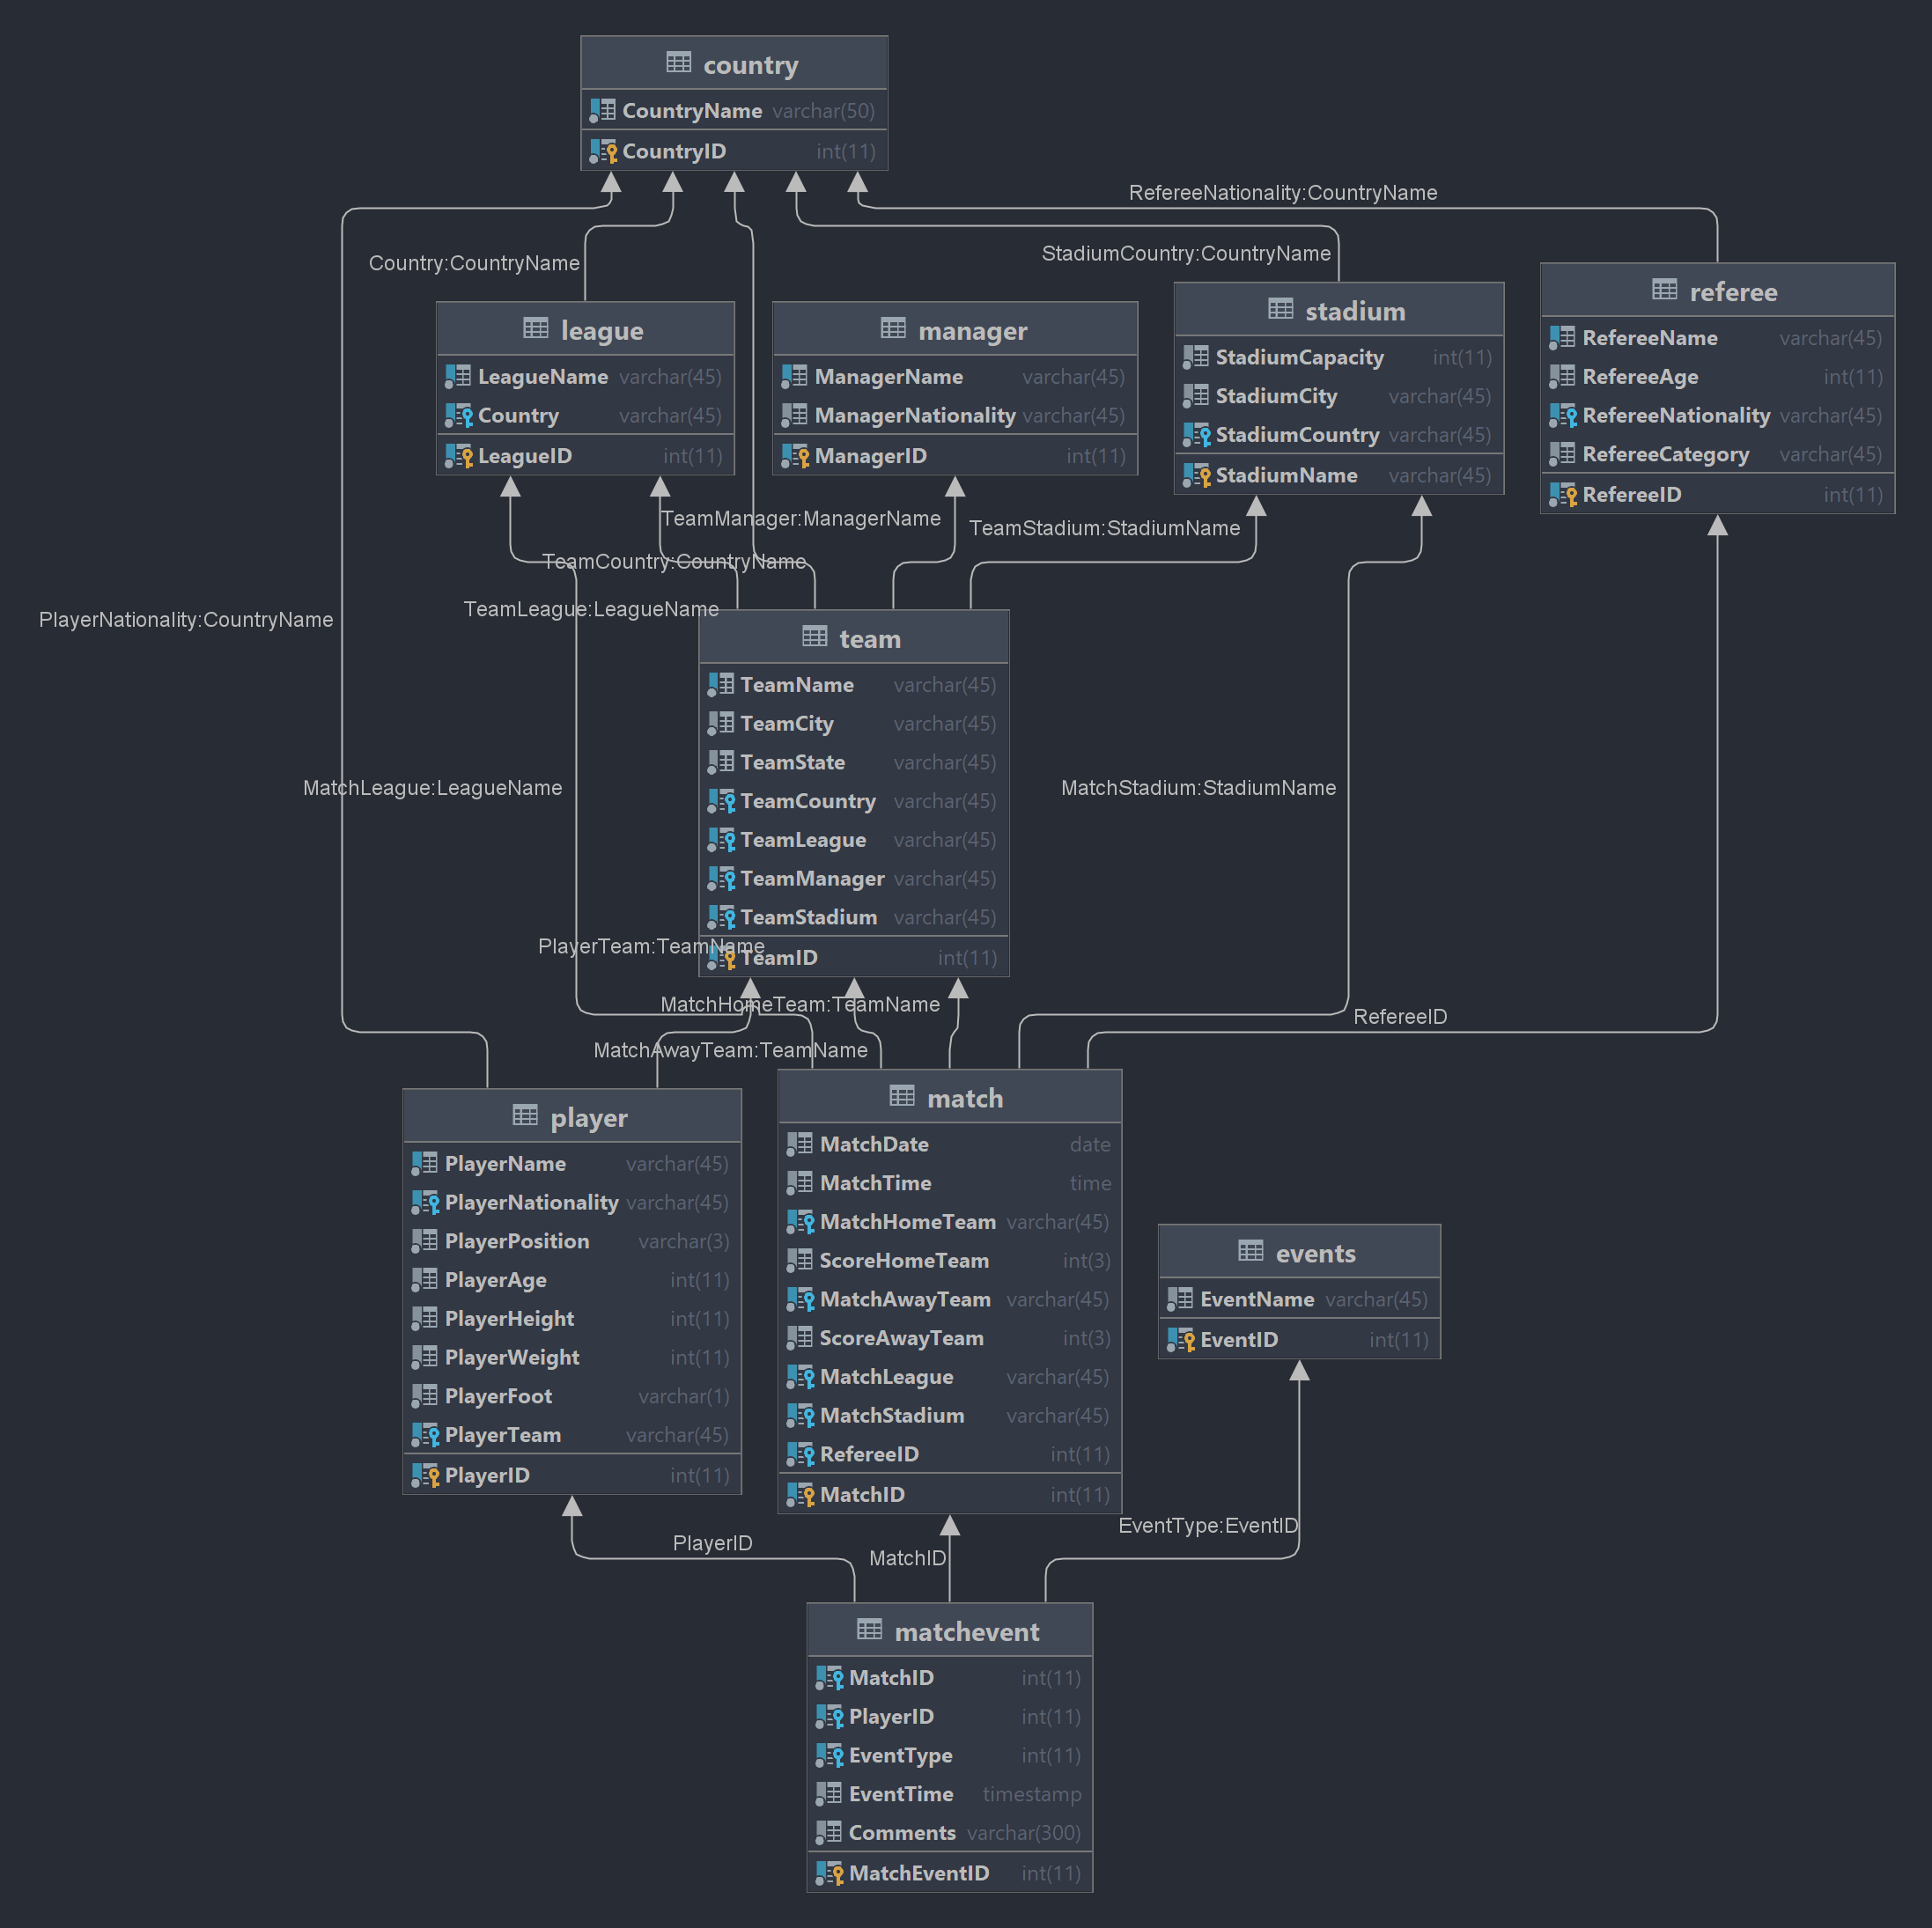 country
CountryName varchar(50)
CountryID int(11)
RefereeNationality:CountryName
StadiumCountry:CountryName
Country:CountryName
league
LeagueName varchar(45)
Country varchar(45)
LeagueID int(11)
manager
ManagerName varchar(45)
ManagerNationality varchar(45)
ManagerID int(11)
stadium
StadiumCapacity int(11)
StadiumCity varchar(45)
StadiumCountry varchar(45)
StadiumName varchar(45)
referee
RefereeName varchar(45)
RefereeAge int(11)
RefereeNationality varchar(45)
RefereeCategory varchar(45)
RefereeID int(11)
TeamManager:ManagerName
TeamStadium:StadiumName
TeamCountry:CountryName
TeamLeague:LeagueName
PlayerNationality:CountryName
team
TeamName varchar(45)
TeamCity varchar(45)
TeamState varchar(45)
TeamCountry varchar(45)
TeamLeague varchar(45)
TeamManager varchar(45)
TeamStadium varchar(45)
TeamID int(11)
MatchLeague:LeagueName
MatchStadium:StadiumName
PlayerTeam:TeamName
MatchHomeTeam:TeamName
RefereeID
MatchAwayTeam:TeamName
player
PlayerName varchar(45)
PlayerNationality varchar(45)
PlayerPosition varchar(3)
PlayerAge int(11)
PlayerHeight int(11)
PlayerWeight int(11)
PlayerFoot varchar(1)
PlayerTeam varchar(45)
PlayerID int(11)
match
MatchDate date
MatchTime time
MatchHomeTeam varchar(45)
ScoreHomeTeam int(3)
MatchAwayTeam varchar(45)
ScoreAwayTeam int(3)
MatchLeague varchar(45)
MatchStadium varchar(45)
RefereeID int(11)
MatchID int(11)
events
EventName varchar(45)
EventID int(11)
PlayerID
MatchID
EventType:EventID
matchevent
MatchID int(11)
PlayerID int(11)
EventType int(11)
EventTime timestamp
Comments varchar(300)
MatchEventID int(11)